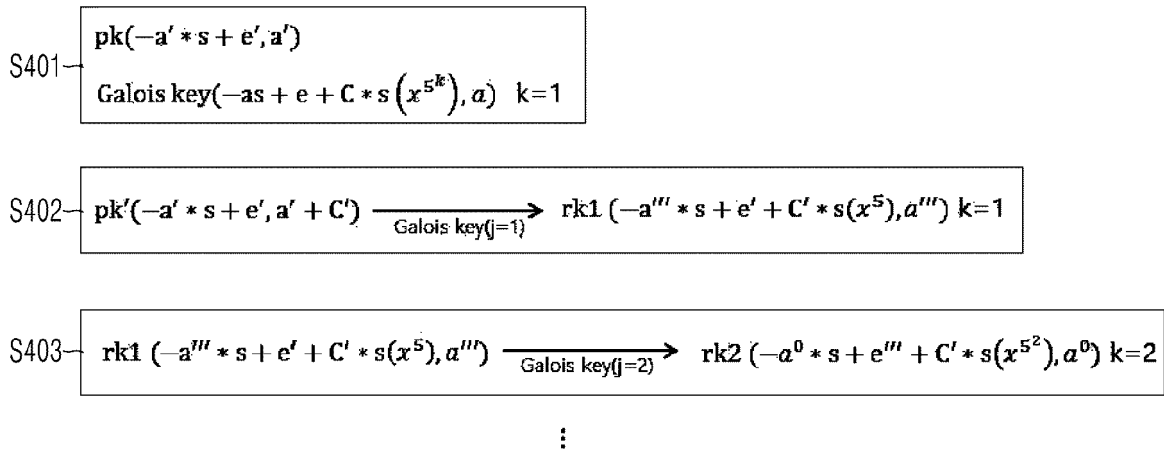 S401
pk(−a′ * s + e′, a′)
Galois key(−as + e + C * s(x^{5^k}), a) k=1
S402
pk′(−a′ * s + e′, a′ + C′) → rk1 (−a‴ * s + e′ + C′ * s(x^5), a‴) k=1
Galois key(j=1)
S403
rk1 (−a‴ * s + e′ + C′ * s(x^5), a‴) → rk2 (−a^0 * s + e‴ + C′ * s(x^{5^2}), a^0) k=2
Galois key(j=2)
⋮